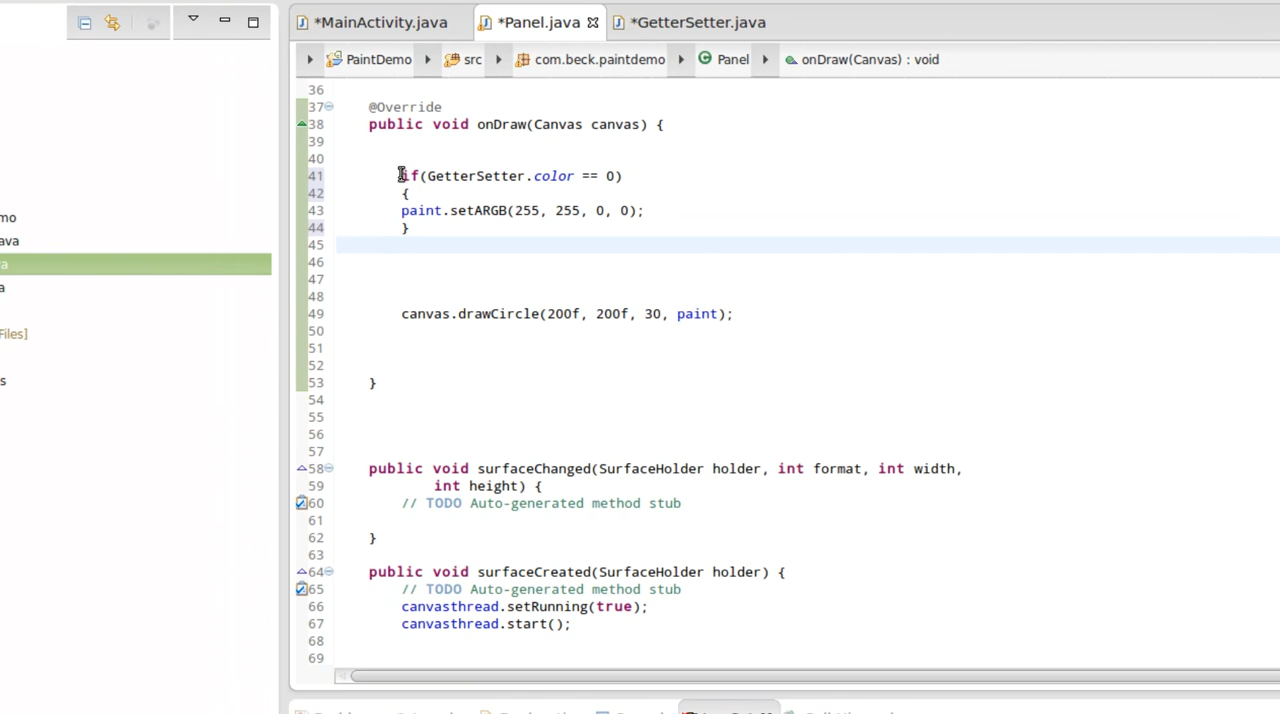 *MainActivity.java *Panel.java *GetterSetter.java
PaintDemo src com.beck.paintdemo Panel onDraw(Canvas) : void
36
37 @Override
38 public void onDraw(Canvas canvas) {
39
40
41 if(GetterSetter.color == 0)
42 {
43 paint.setARGB(255, 255, 0, 0);
44 }
45
46
47
48
49 canvas.drawCircle(200f, 200f, 30, paint);
50
51
52
53 }
54
55
56
57
58 public void surfaceChanged(SurfaceHolder holder, int format, int width,
59 int height) {
60 // TODO Auto-generated method stub
61
62 }
63
64 public void surfaceCreated(SurfaceHolder holder) {
65 // TODO Auto-generated method stub
66 canvasthread.setRunning(true);
67 canvasthread.start();
68
69
mo
ava
a
a
Files]
s